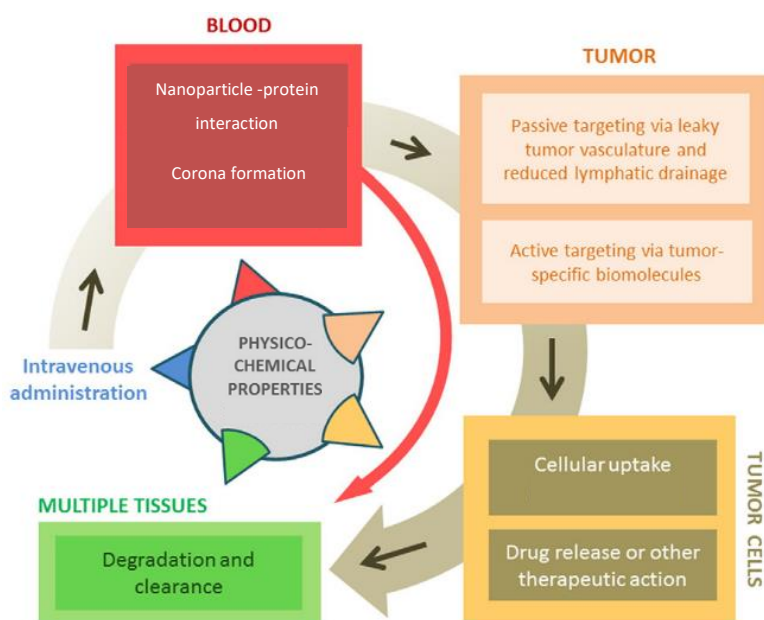 BLOOD
Nanoparticle -protein
interaction
Corona formation
TUMOR
Passive targeting via leaky
tumor vasculature and
reduced lymphatic drainage
Active targeting via tumor-
specific biomolecules
Intravenous
administration
PHYSICO-
CHEMICAL
PROPERTIES
TUMOR CELLS
Cellular uptake
Drug release or other
therapeutic action
MULTIPLE TISSUES
Degradation and
clearance